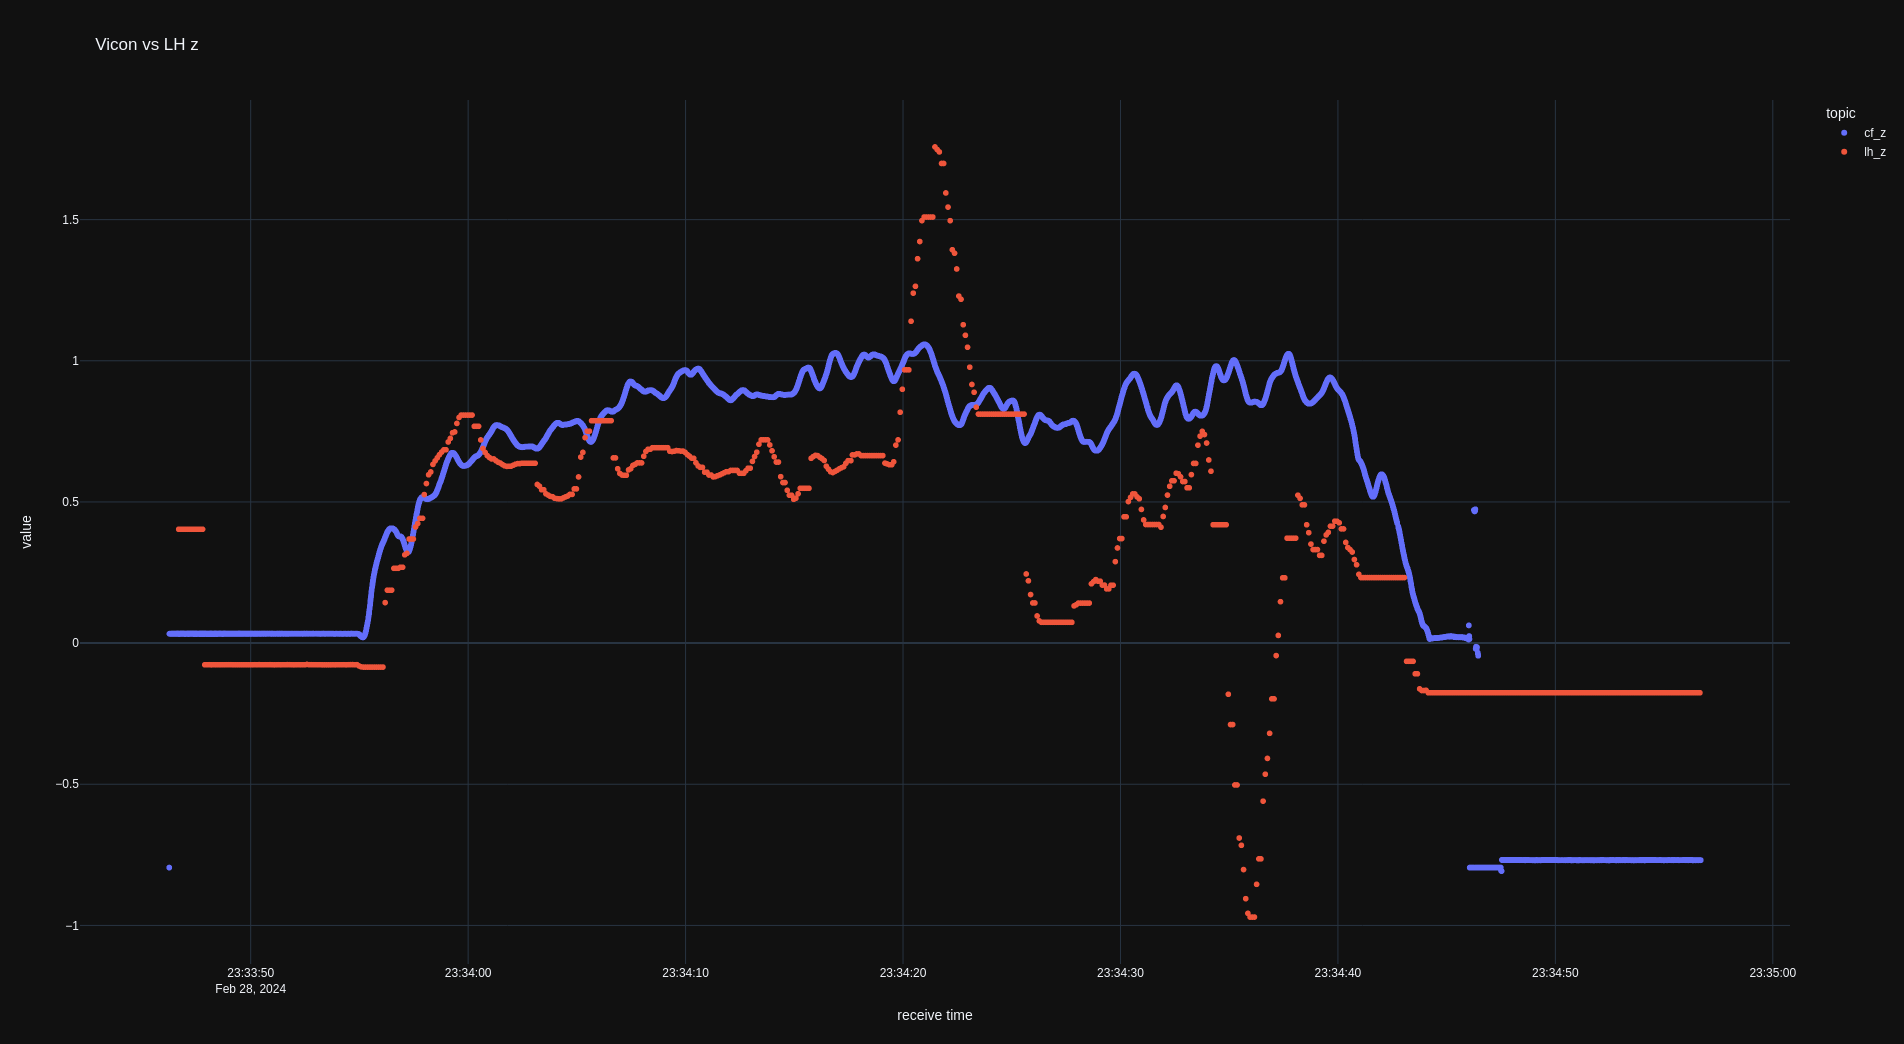 Vicon vs LH z
topic
cf_z
lh_z
value
1.5
1
0.5
0
−0.5
−1
23:33:50
Feb 28, 2024
23:34:00
23:34:10
23:34:20
23:34:30
23:34:40
23:34:50
23:35:00
receive time